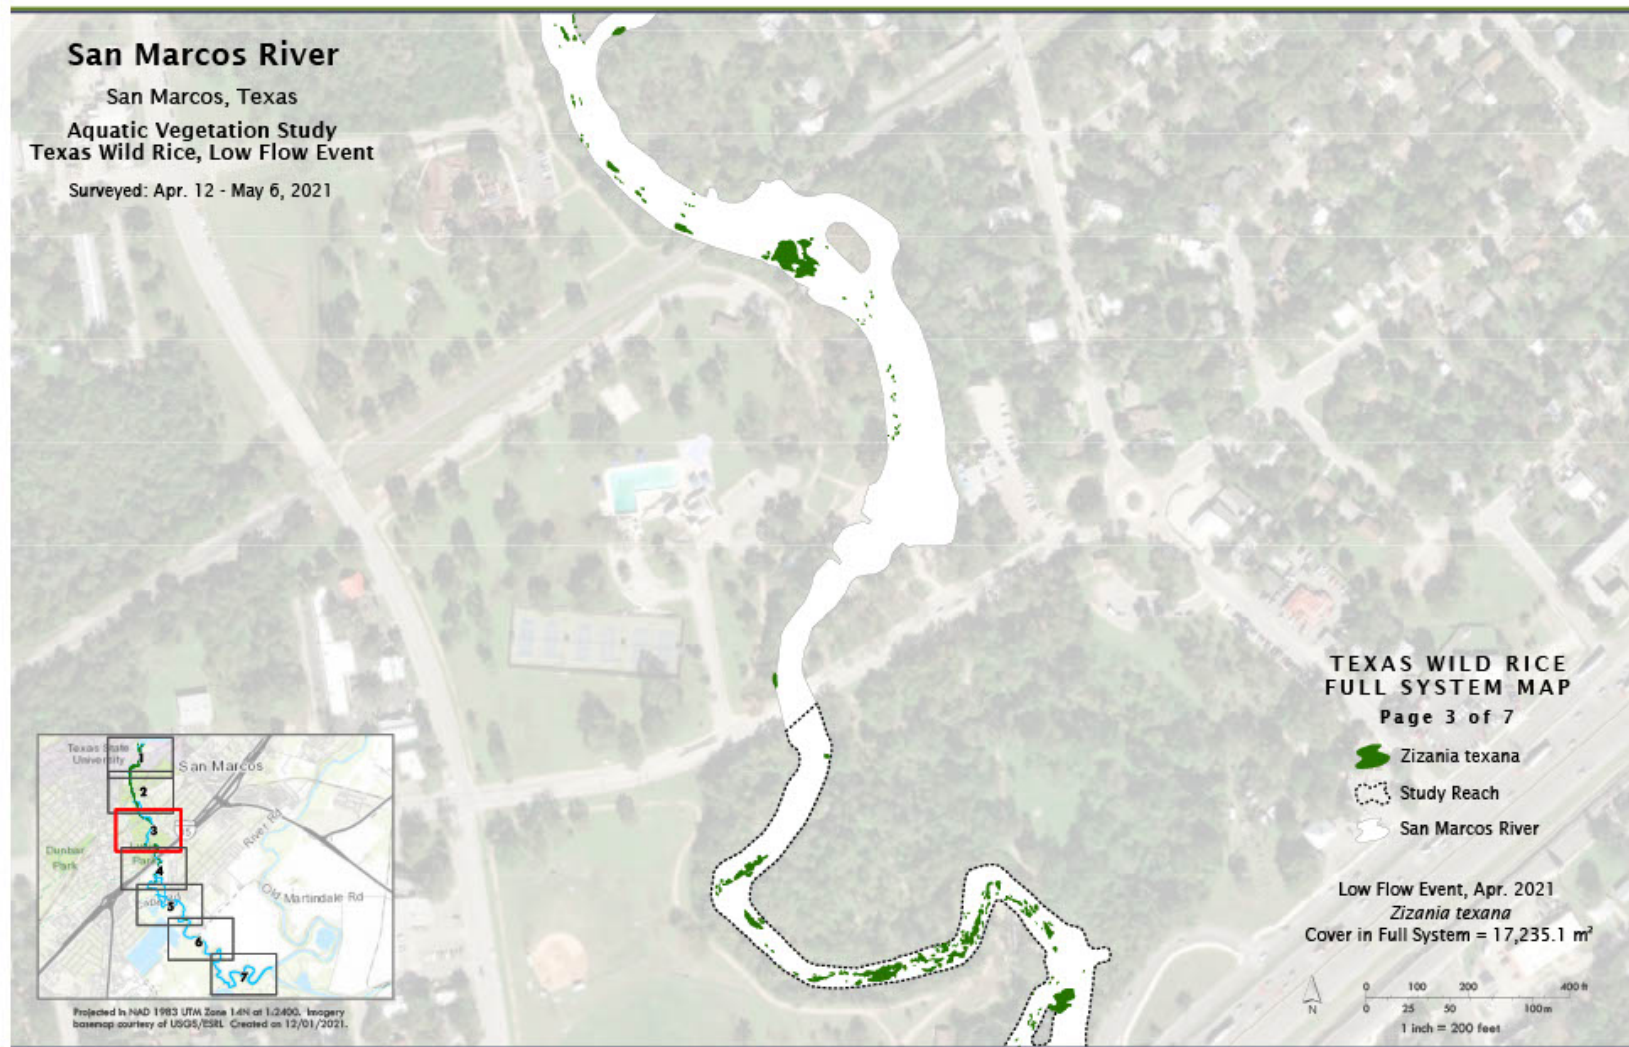 San Marcos River
San Marcos, Texas
Aquatic Vegetation Study
Texas Wild Rice, Low Flow Event
Surveyed: Apr. 12 - May 6, 2021
TEXAS WILD RICE
FULL SYSTEM MAP
Page 3 of 7
Zizania texana
Study Reach
San Marcos River
Low Flow Event, Apr. 2021
Zizania texana
Cover in Full System = 17,235.1 m²
N
0 100 200 400 ft
0 25 50 100 m
1 inch = 200 feet
Texas State
University
San Marcos
1
2
3
River Rd
Dunbar
Park
4
Old Martindale Rd
5
6
7
Projected in NAD 1983 UTM Zone 14N at 1:2400. Imagery
basemap courtesy of USGS/ESRI. Created on 12/01/2021.